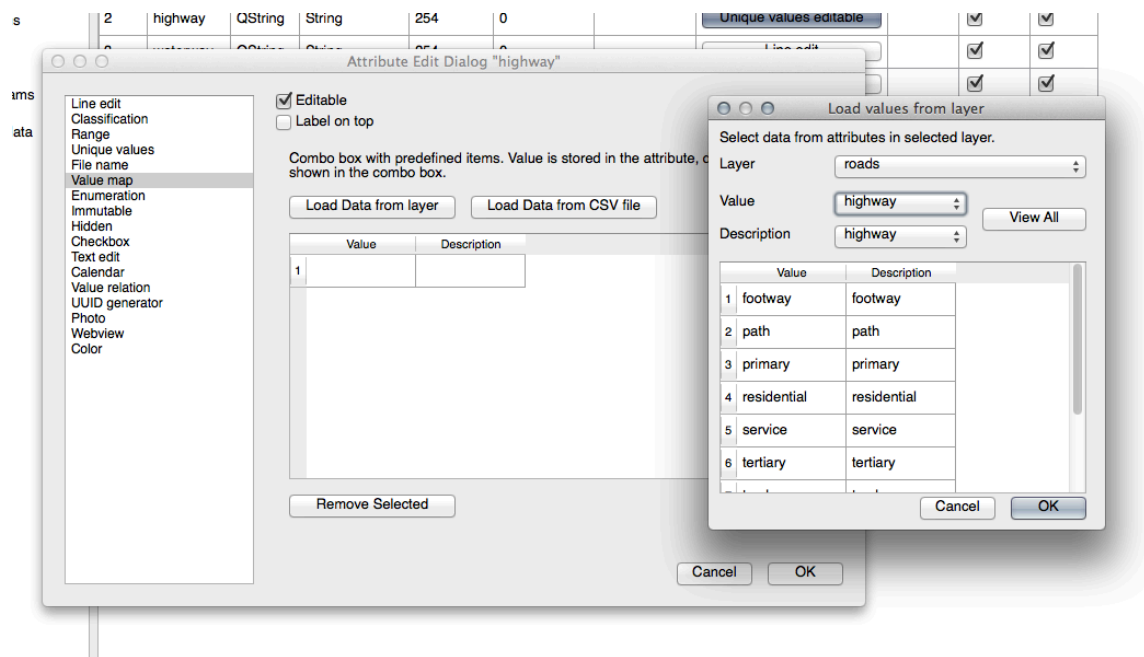 s
2 highway QString String 254 0 Unique values editable
Line edit
Attribute Edit Dialog "highway"
ams
ata
Line edit
Classification
Range
Unique values
File name
Value map
Enumeration
Immutable
Hidden
Checkbox
Text edit
Calendar
Value relation
UUID generator
Photo
Webview
Color
Editable
Label on top
Combo box with predefined items. Value is stored in the attribute,
shown in the combo box.
Load Data from layer Load Data from CSV file
Value Description
1
Remove Selected
Cancel OK
Load values from layer
Select data from attributes in selected layer.
Layer roads
Value highway
View All
Description highway
Value Description
1 footway footway
2 path path
3 primary primary
4 residential residential
5 service service
6 tertiary tertiary
Cancel OK